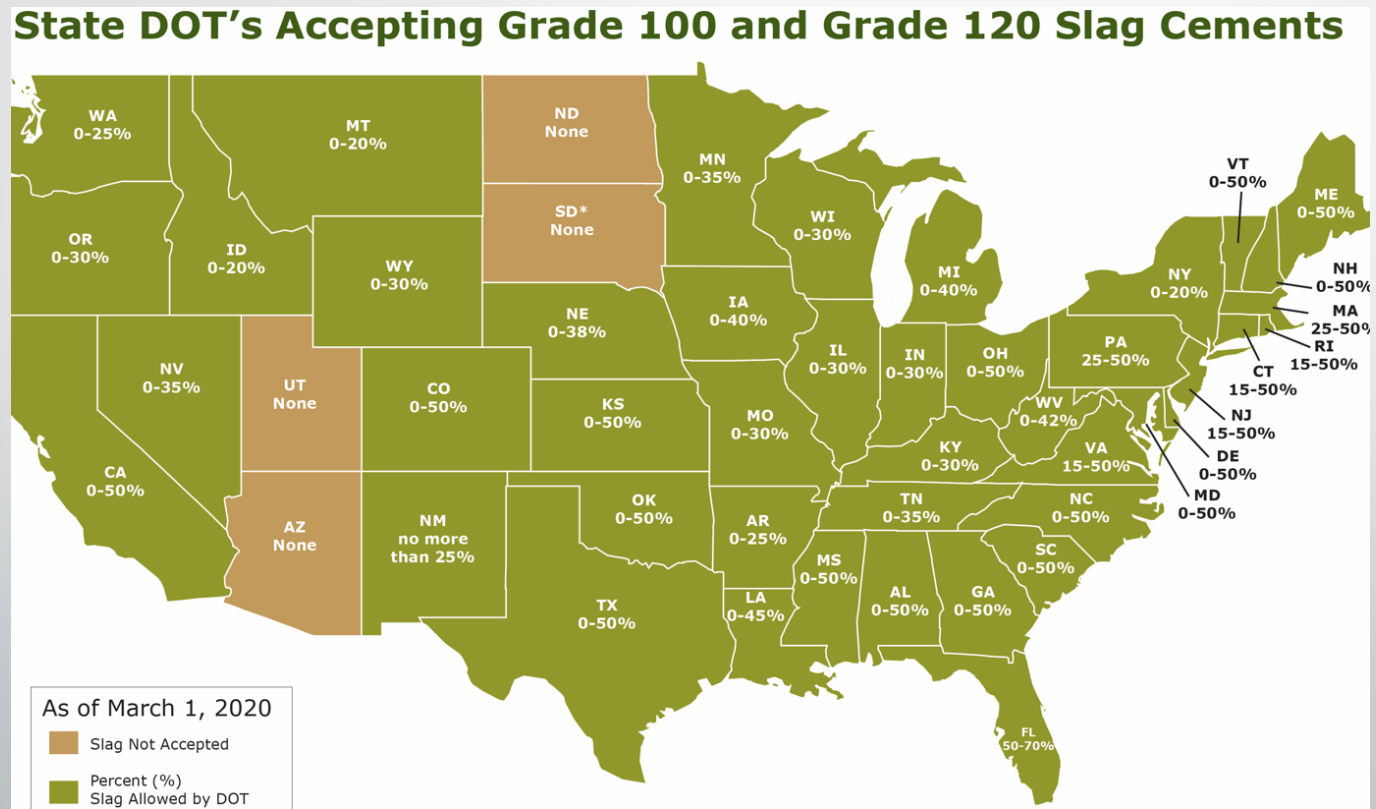 State DOT's Accepting Grade 100 and Grade 120 Slag Cements
WA
0-25%
MT
0-20%
ND
None
MN
0-35%
VT
0-50%
ME
0-50%
OR
0-30%
ID
0-20%
WY
0-30%
SD*
None
WI
0-30%
MI
0-40%
NY
0-20%
NH
0-50%
MA
25-50%
RI
15-50%
CT
15-50%
NV
0-35%
UT
None
CO
0-50%
NE
0-38%
IA
0-40%
IL
0-30%
IN
0-30%
OH
0-50%
PA
25-50%
NJ
15-50%
DE
0-50%
MD
0-50%
CA
0-50%
KS
0-50%
MO
0-30%
KY
0-30%
WV
0-42%
VA
15-50%
AZ
None
NM
no more
than 25%
OK
0-50%
AR
0-25%
TN
0-35%
NC
0-50%
SC
0-50%
TX
0-50%
LA
0-45%
MS
0-50%
AL
0-50%
GA
0-50%
FL
50-70%
As of March 1, 2020
Slag Not Accepted
Percent (%)
Slag Allowed by DOT